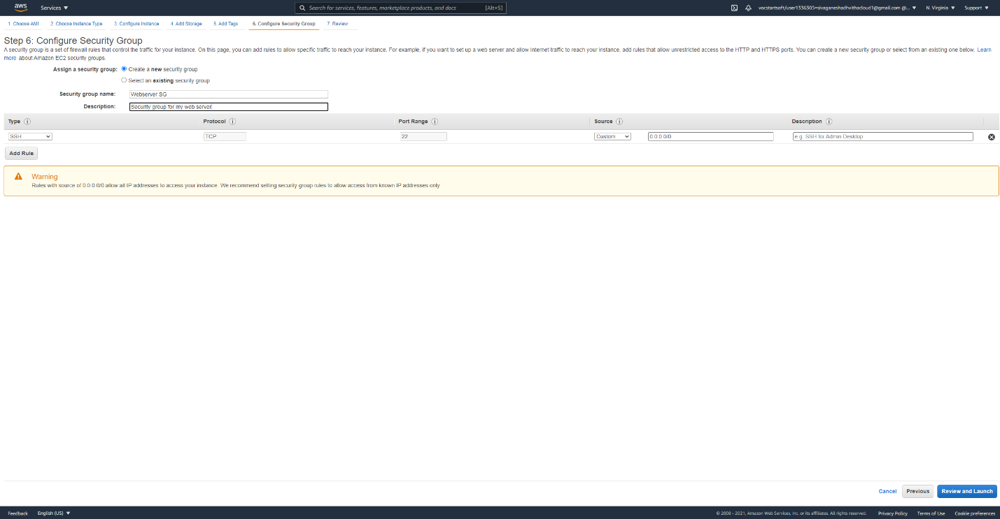 aws Services Search for services, features, marketplace products, and docs [Alt+S] vocstartsoft/user1336305=sivaganeshadhvithacloud1@gmail.com @... N. Virginia Support
1. Choose AMI 2. Choose Instance Type 3. Configure Instance 4. Add Storage 5. Add Tags 6. Configure Security Group 7. Review
Step 6: Configure Security Group
A security group is a set of firewall rules that control the traffic for your instance. On this page, you can add rules to allow specific traffic to reach your instance. For example, if you want to set up a web server and allow Internet traffic to reach your instance, add rules that allow unrestricted access to the HTTP and HTTPS ports. You can create a new security group or select from an existing one below. Learn
more about Amazon EC2 security groups.
Assign a security group: Create a new security group
Select an existing security group
Security group name: Webserver SG
Description: Security group for my web server
Type Protocol Port Range Source Description
SSH TCP 22 Custom 0.0.0.0/0 e.g. SSH for Admin Desktop
Add Rule
Warning
Rules with source of 0.0.0.0/0 allow all IP addresses to access your instance. We recommend setting security group rules to allow access from known IP addresses only.
Cancel Previous Review and Launch
Feedback English (US) © 2008 - 2021, Amazon Web Services, Inc. or its affiliates. All rights reserved. Privacy Policy Terms of Use Cookie preferences